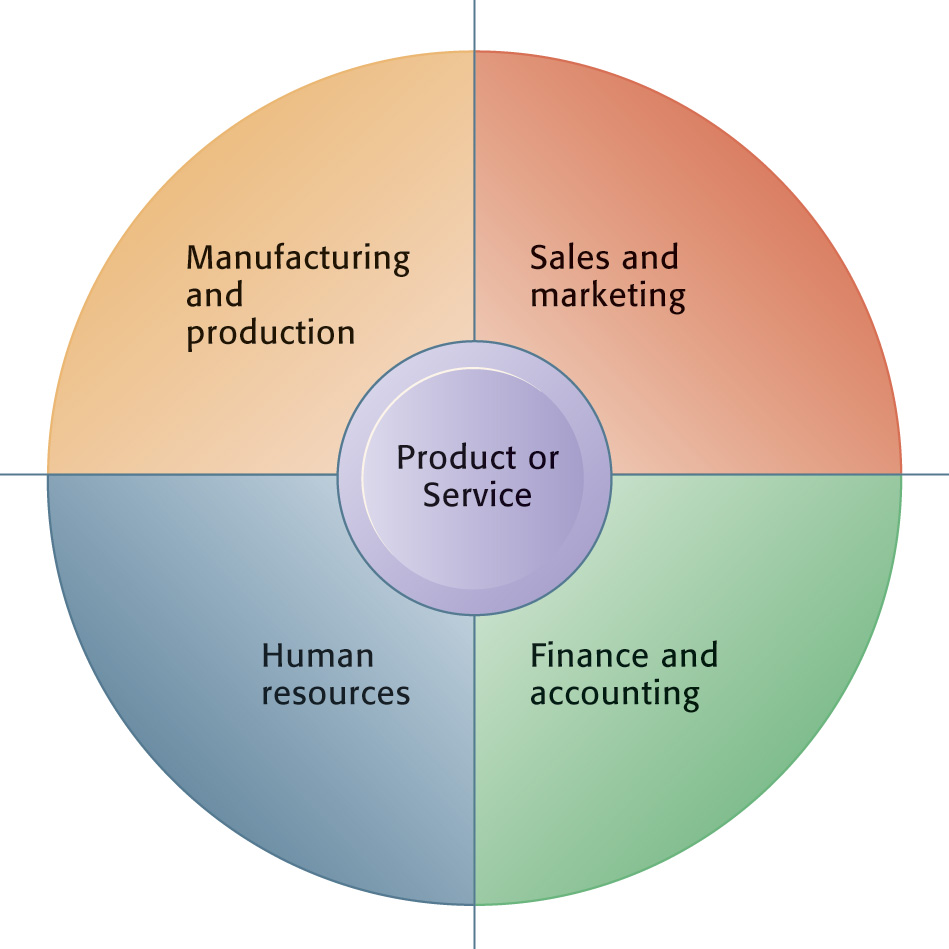 Manufacturing
and
production
Sales and
marketing
Product or
Service
Human
resources
Finance and
accounting